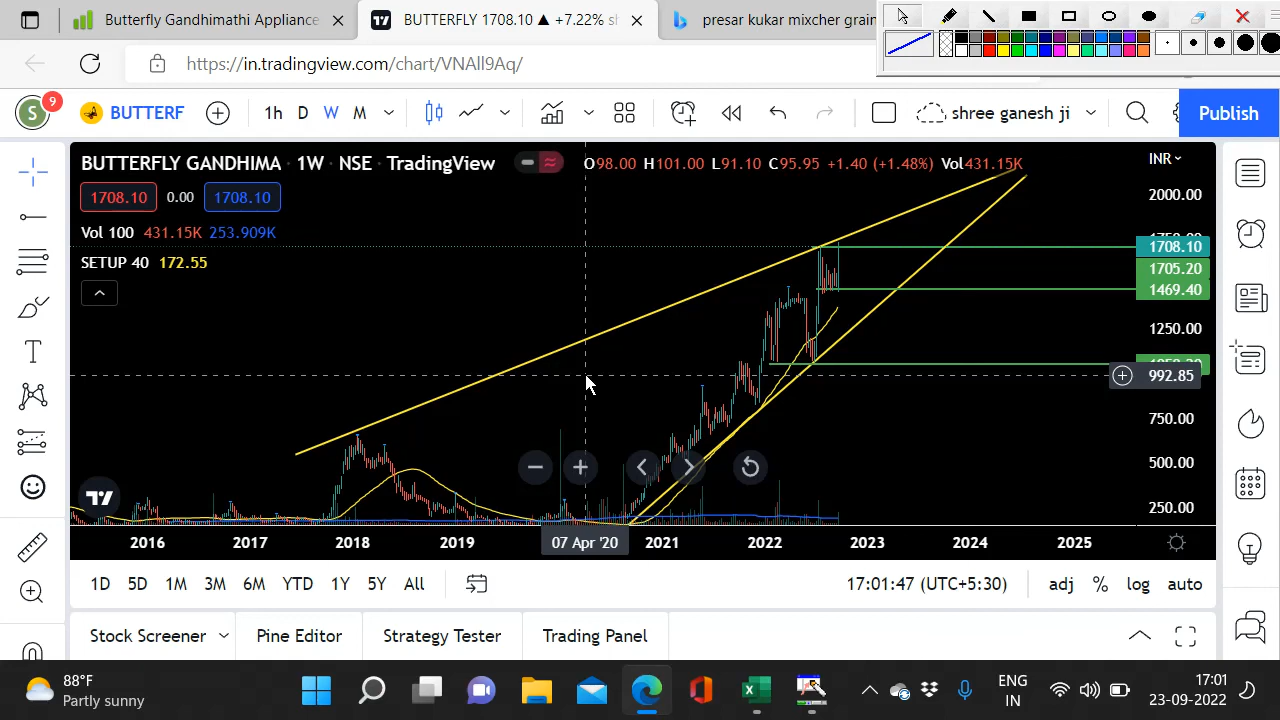 Butterfly Gandhimathi Appliance
BUTTERFLY 1708.10 ▲ +7.22% sh
presar kukar mixcher grain
https://in.tradingview.com/chart/VNAll9Aq/
S 9
BUTTERF
1h D W M
shree ganesh ji
Publish
BUTTERFLY GANDHIMA · 1W · NSE · TradingView
O98.00 H101.00 L91.10 C95.95 +1.40 (+1.48%) Vol431.15K
INR
1708.10 0.00 1708.10
Vol 100 431.15K 253.909K
SETUP 40 172.55
2000.00
1708.10
1705.20
1469.40
1250.00
992.85
750.00
500.00
250.00
2016 2017 2018 2019 07 Apr '20 2021 2022 2023 2024 2025
1D 5D 1M 3M 6M YTD 1Y 5Y All
17:01:47 (UTC+5:30) adj % log auto
Stock Screener Pine Editor Strategy Tester Trading Panel
88°F
Partly sunny
ENG
IN
17:01
23-09-2022